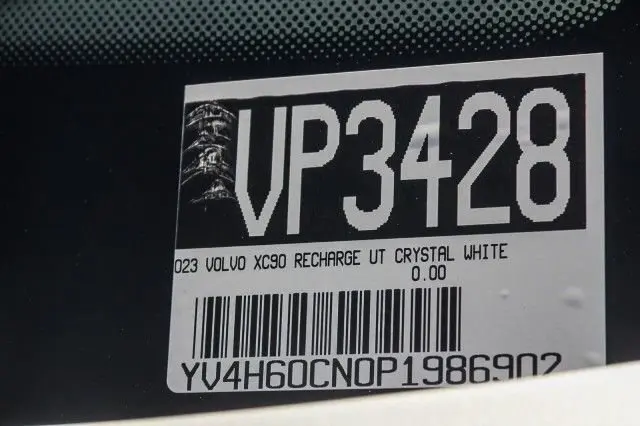 VP3428
023 VOLVO XC90 RECHARGE UT CRYSTAL WHITE
0.00
YV4H60CN0P1986902